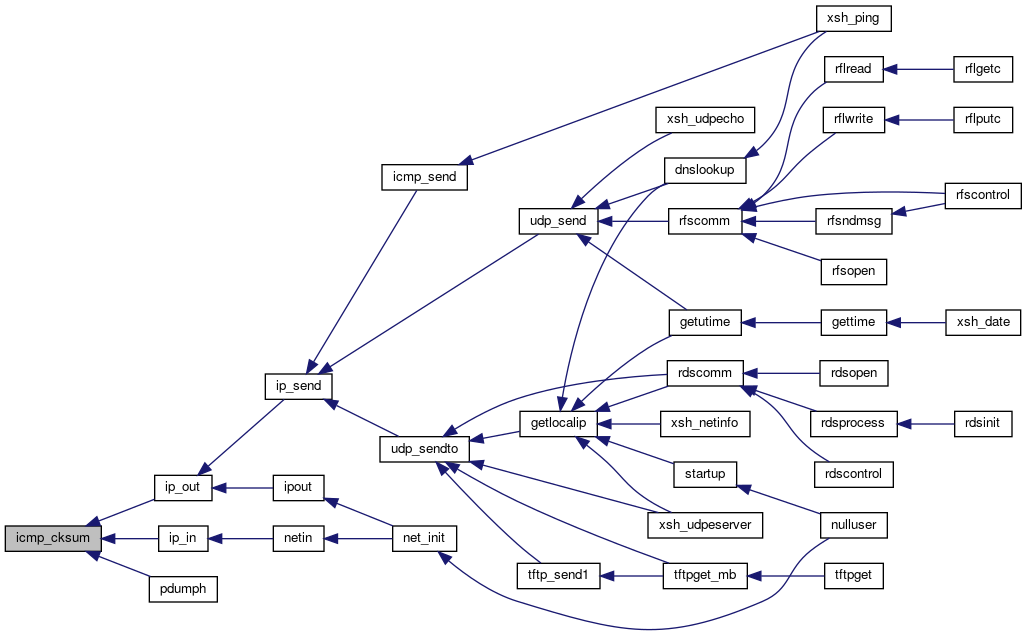 xsh_ping
rflread
rflgetc
xsh_udpecho
rflwrite
rflputc
dnslookup
icmp_send
rfscontrol
udp_send
rfscomm
rfsndmsg
rfsopen
getutime
gettime
xsh_date
ip_send
rdscomm
rdsopen
getlocalip
xsh_netinfo
rdsprocess
rdsinit
udp_sendto
startup
rdscontrol
ip_out
ipout
xsh_udpeserver
nulluser
icmp_cksum
ip_in
netin
net_init
tftp_send1
tftpget_mb
tftpget
pdumph